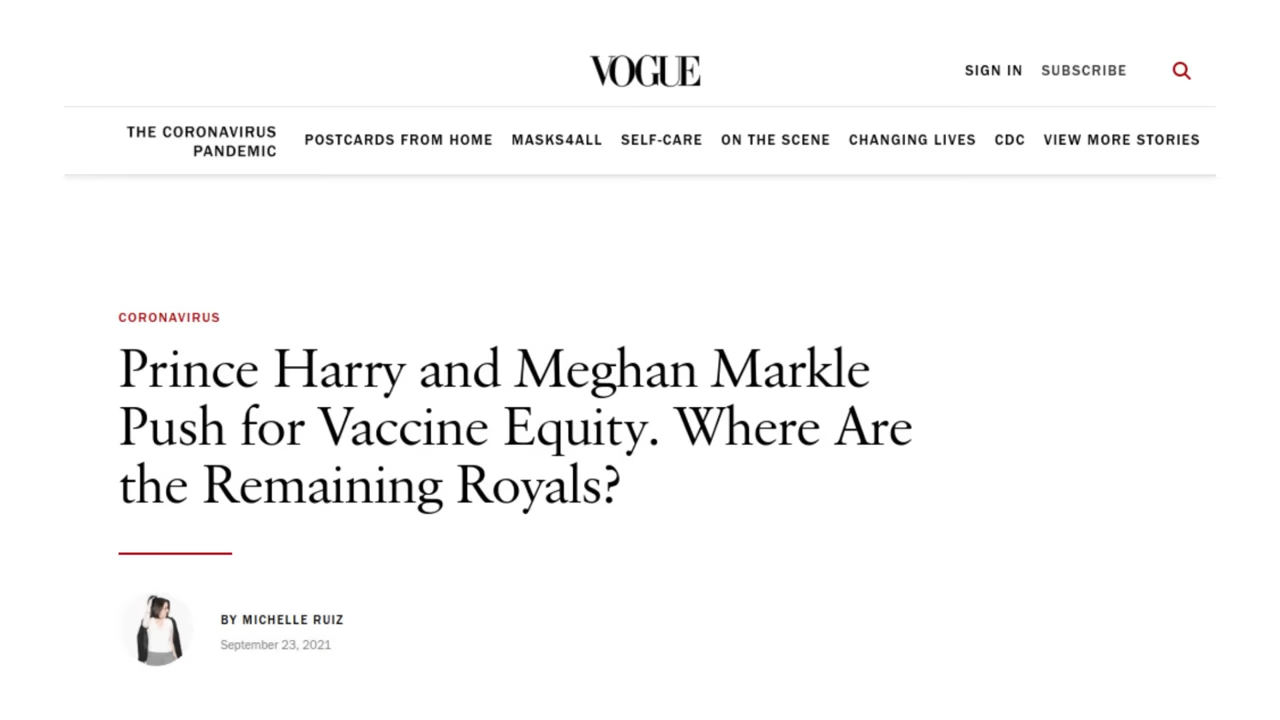 VOGUE
SIGN IN SUBSCRIBE
THE CORONAVIRUS
PANDEMIC
POSTCARDS FROM HOME MASKS4ALL SELF-CARE ON THE SCENE CHANGING LIVES CDC VIEW MORE STORIES
CORONAVIRUS
Prince Harry and Meghan Markle
Push for Vaccine Equity. Where Are
the Remaining Royals?
BY MICHELLE RUIZ
September 23, 2021